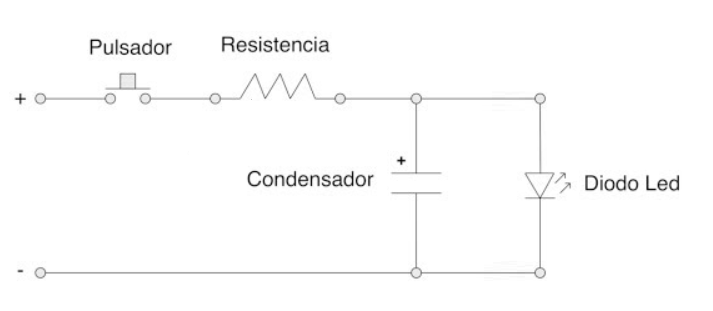 Pulsador
Resistencia
+
+
Condensador
Diodo Led
-